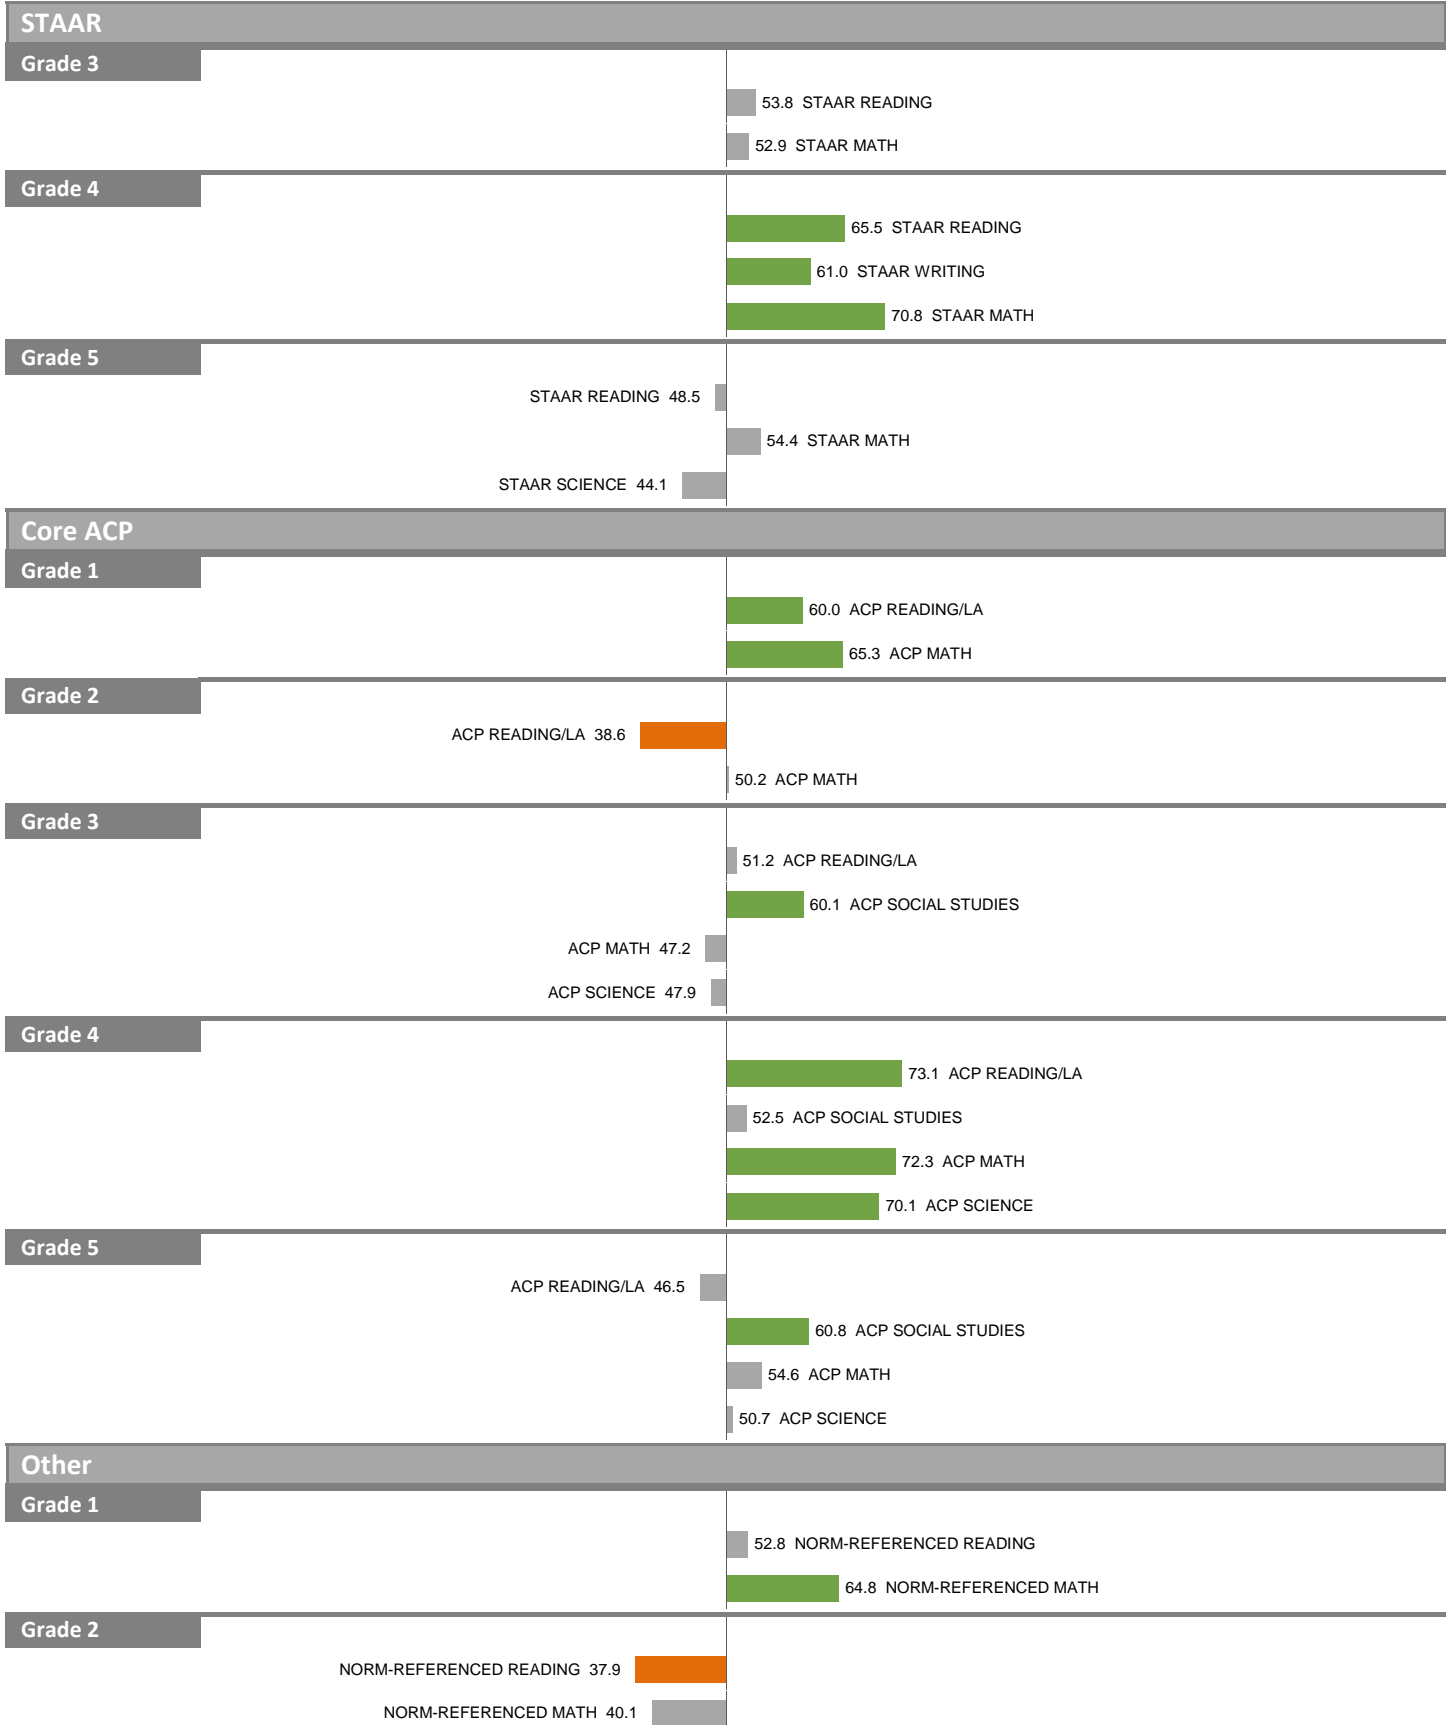 STAAR
Grade 3
53.8 STAAR READING
52.9 STAAR MATH
Grade 4
65.5 STAAR READING
61.0 STAAR WRITING
70.8 STAAR MATH
Grade 5
STAAR READING 48.5
54.4 STAAR MATH
STAAR SCIENCE 44.1
Core ACP
Grade 1
60.0 ACP READING/LA
65.3 ACP MATH
Grade 2
ACP READING/LA 38.6
50.2 ACP MATH
Grade 3
51.2 ACP READING/LA
60.1 ACP SOCIAL STUDIES
ACP MATH 47.2
ACP SCIENCE 47.9
Grade 4
73.1 ACP READING/LA
52.5 ACP SOCIAL STUDIES
72.3 ACP MATH
70.1 ACP SCIENCE
Grade 5
ACP READING/LA 46.5
60.8 ACP SOCIAL STUDIES
54.6 ACP MATH
50.7 ACP SCIENCE
Other
Grade 1
52.8 NORM-REFERENCED READING
64.8 NORM-REFERENCED MATH
Grade 2
NORM-REFERENCED READING 37.9
NORM-REFERENCED MATH 40.1